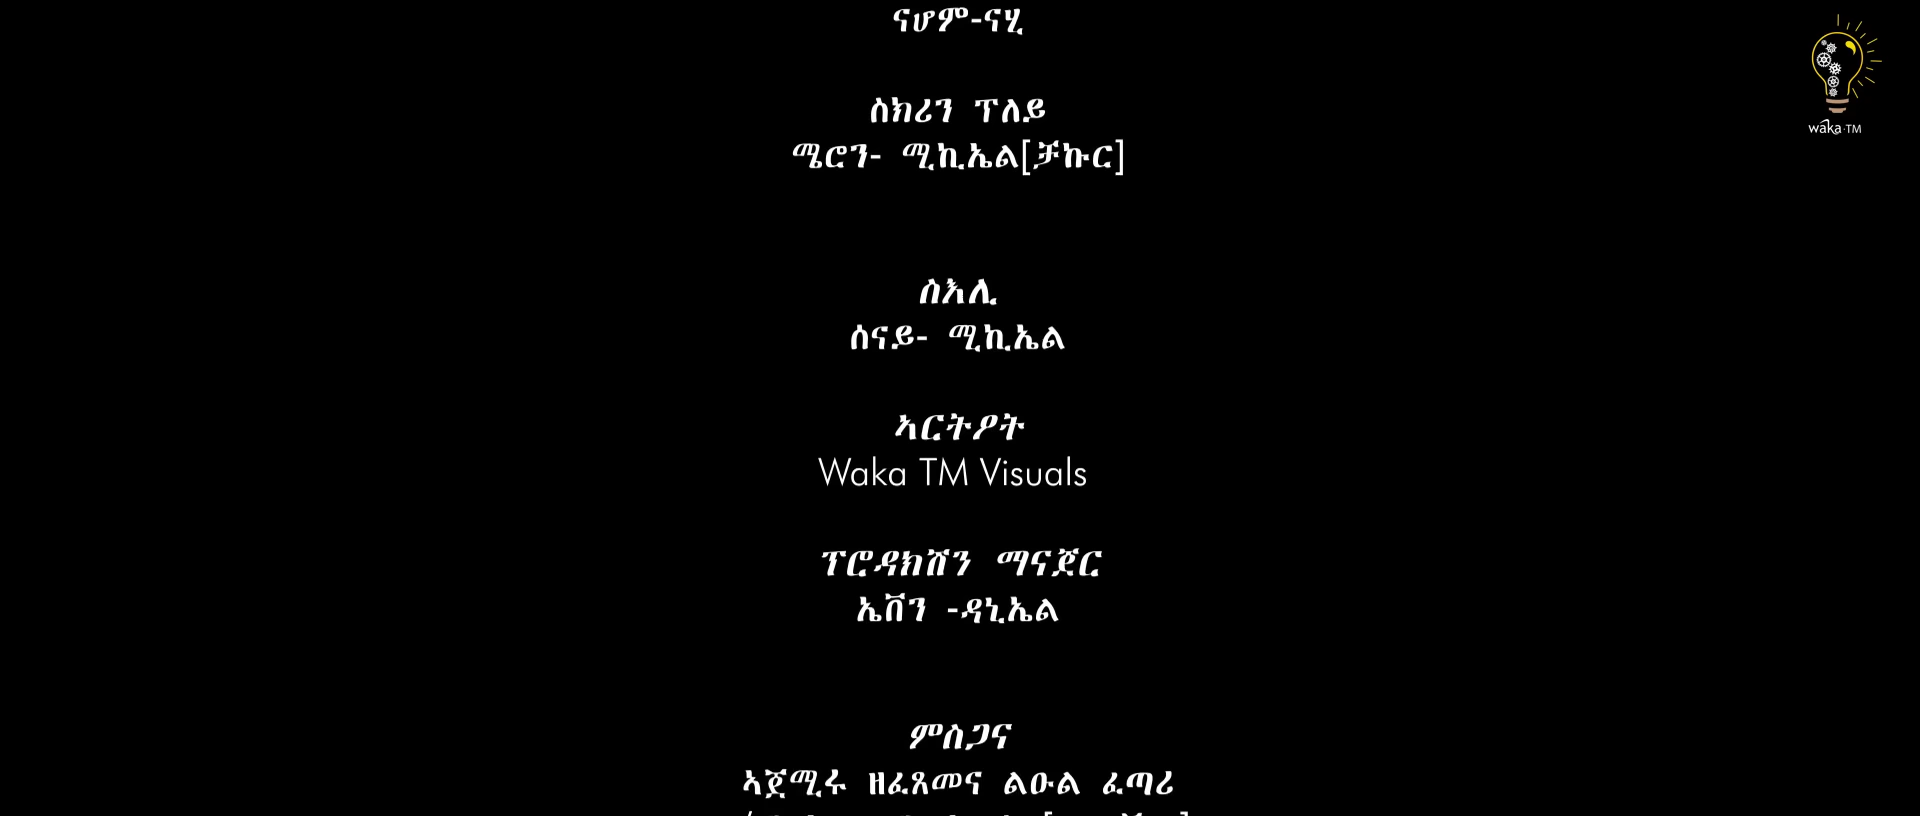 ናሆም-ናሂ
ስክሪን ፕለይ
ሜሮን- ሚኪኤል[ቻኩር]
ስእሊ
ሰናይ- ሚኪኤል
ኣርትዖት
Waka TM Visuals
ፕሮዳክሽን ማናጀር
ኤቨን -ዳኒኤል
ምስጋና
ኣጀሚሩ ዘፈጸመና ልዑል ፈጣሪ
waka·TM